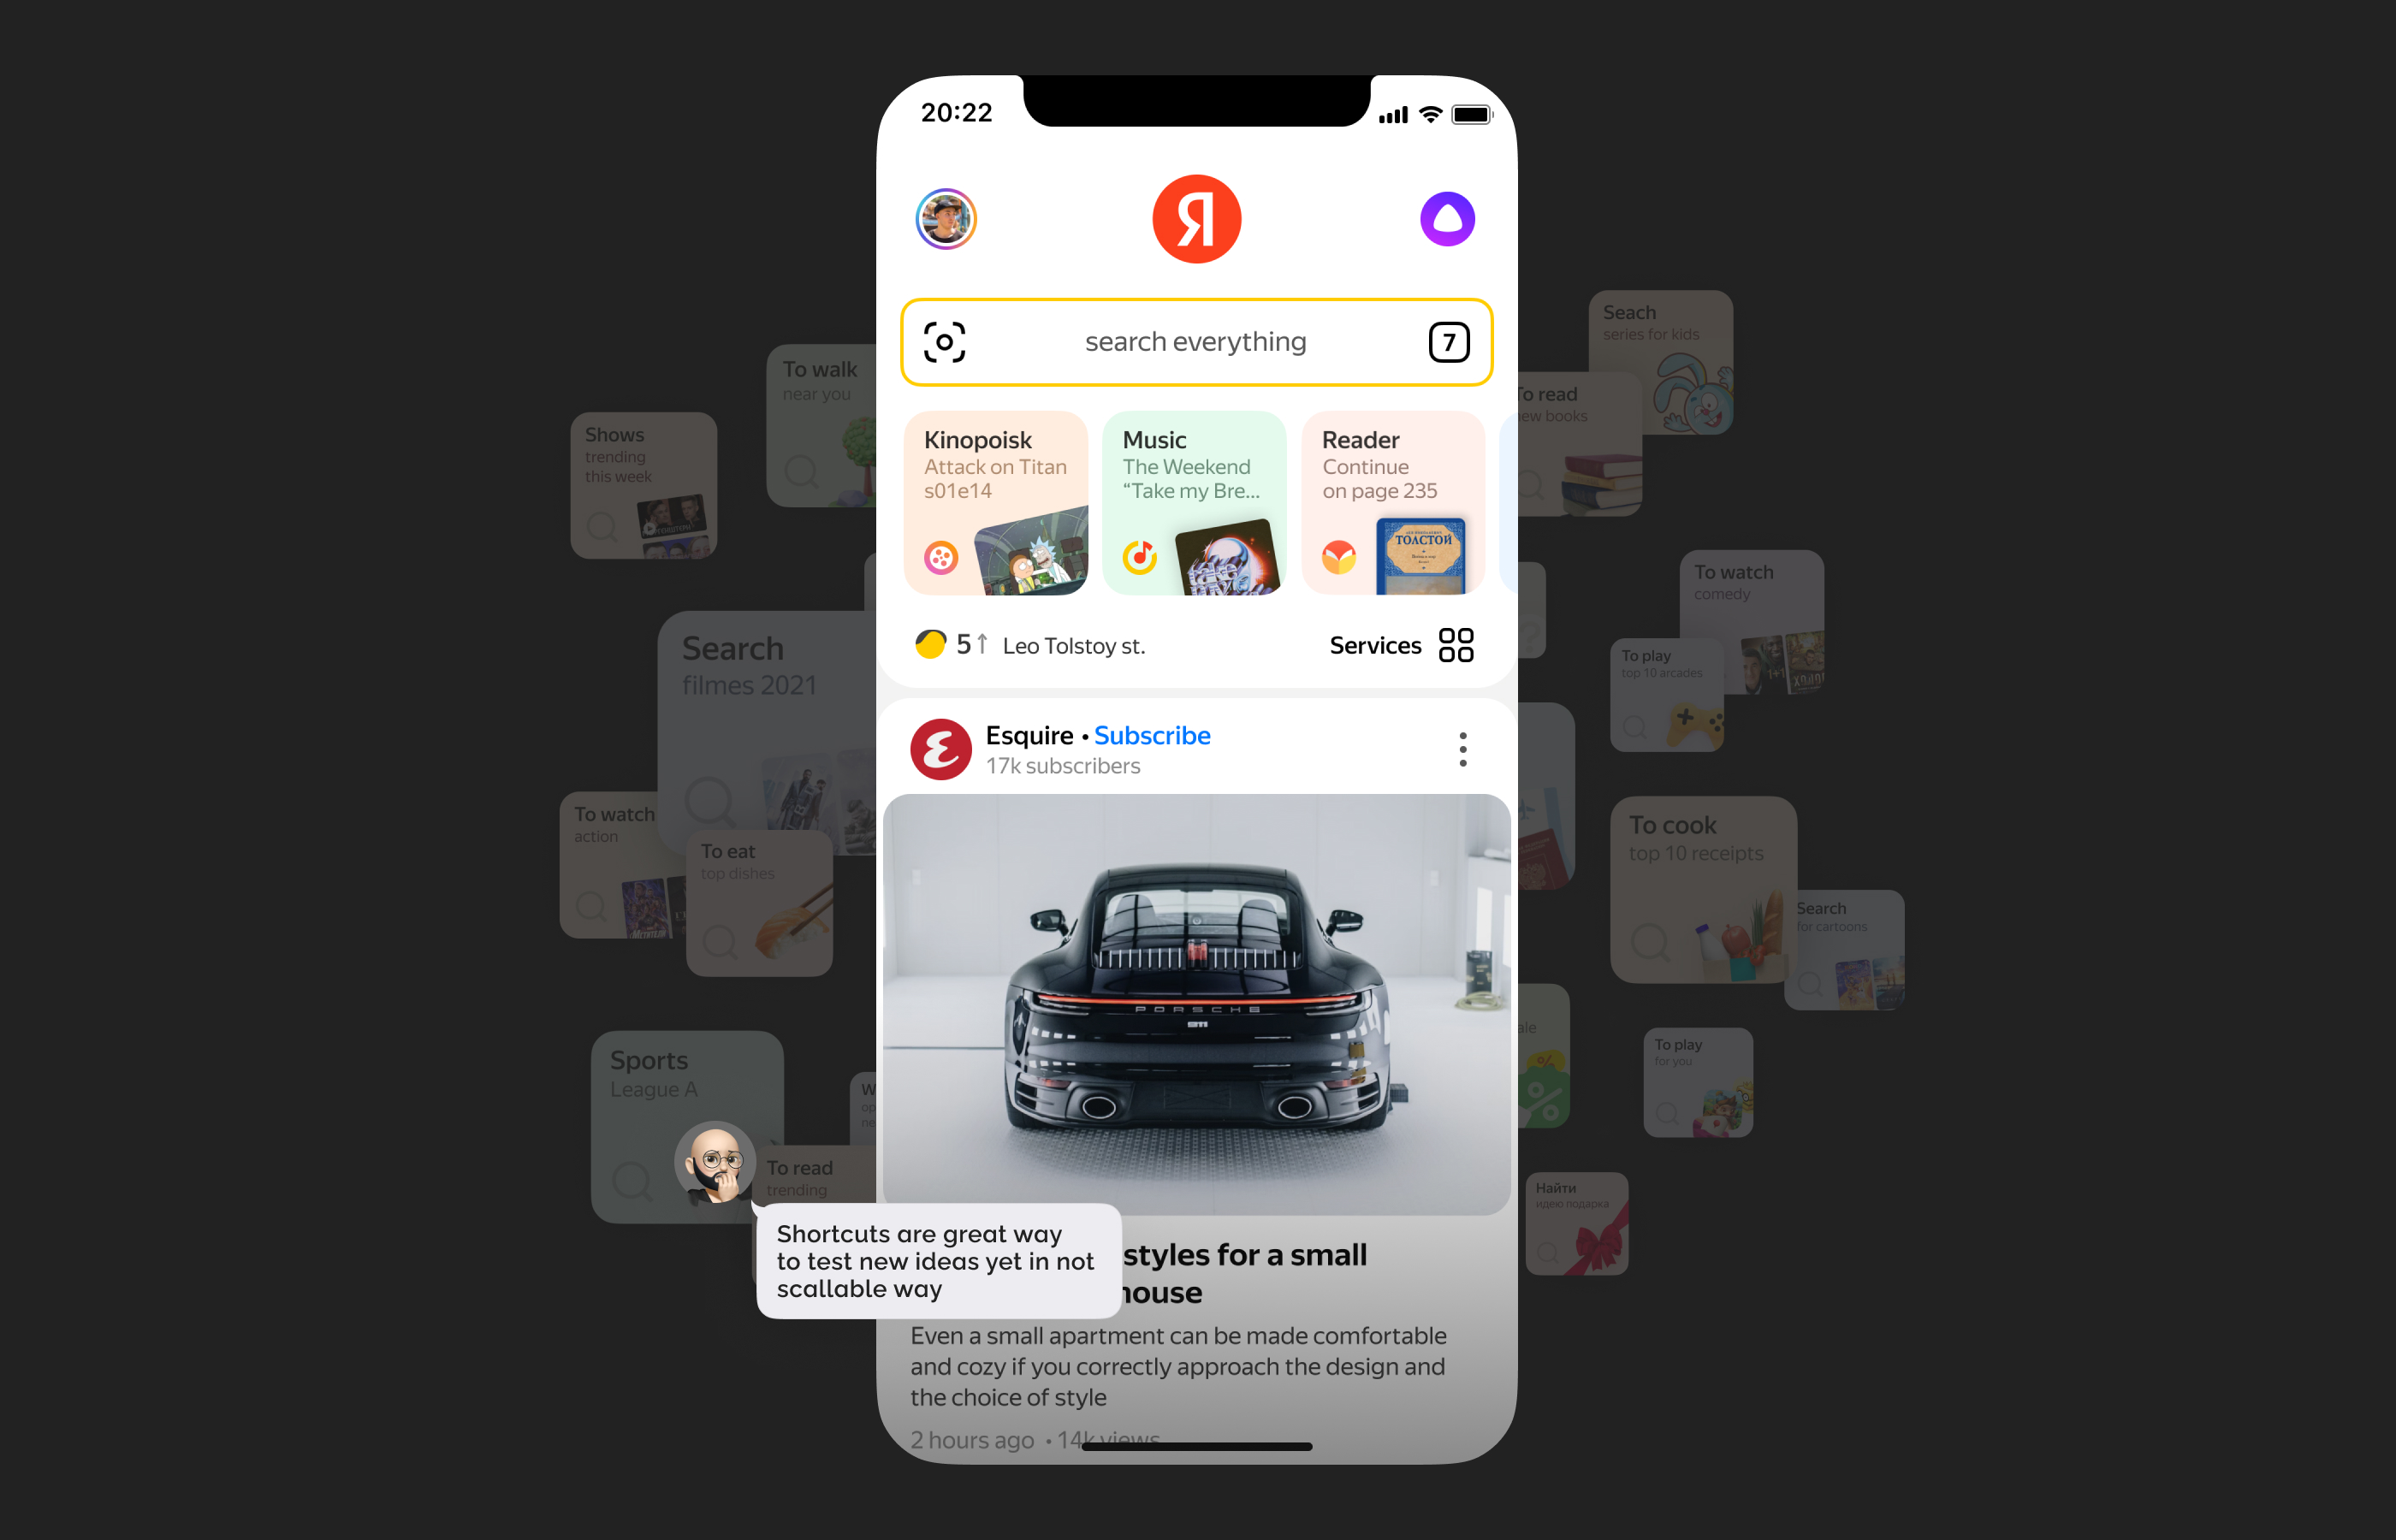 20:22
Я
search everything
7
Kinopoisk
Attack on Titan
s01e14
Music
The Weekend
“Take my Bre...
take
my
Reader
Continue
on page 235
ТОЛСТОЙ
5↑ Leo Tolstoy st.
Services
Esquire • Subscribe
17k subscribers
PORSCHE
911
styles for a small
house
Even a small apartment can be made comfortable
and cozy if you correctly approach the design and
the choice of style
2 hours ago • 14k views
Shortcuts are great way
to test new ideas yet in not
scallable way
To walk
near you
Shows
trending
this week
Search
filmes 2021
To watch
action
To eat
top dishes
Sports
League A
To read
trending
Seach
series for kids
To read
new books
To watch
comedy
1+1
To play
top 10 arcades
To cook
top 10 receipts
Search
for cartoons
To play
for you
Найти
идею подарка